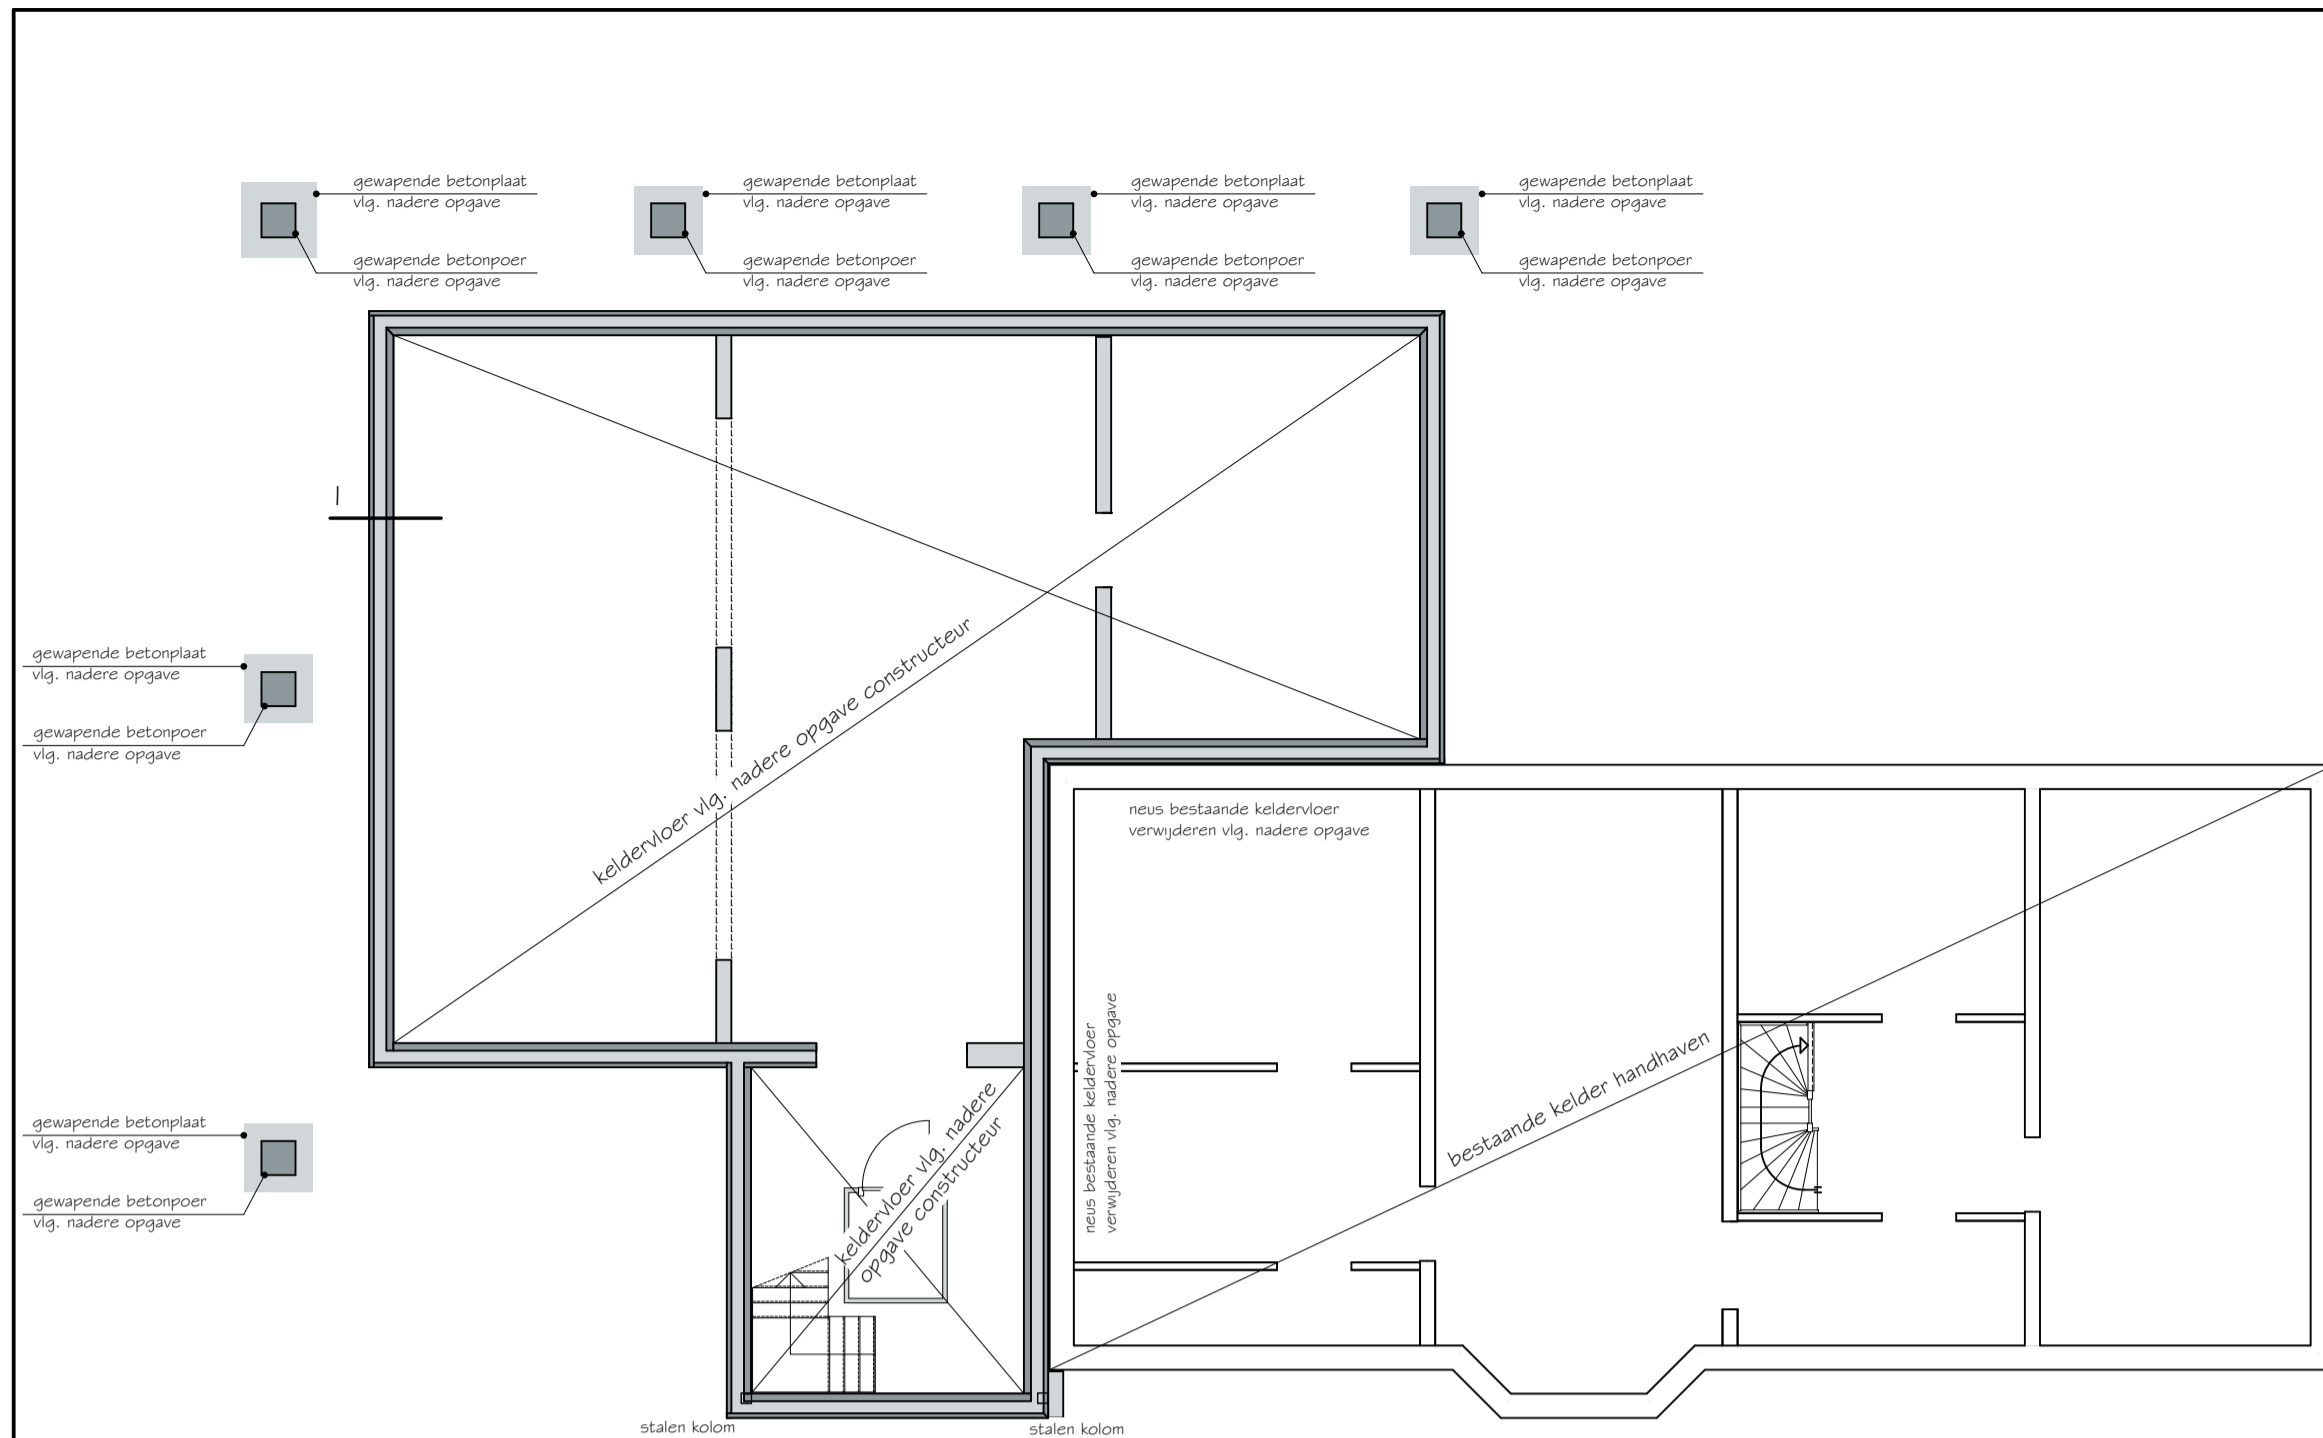 gewapende betonplaat
vlg. nadere opgave
gewapende betonpoer
vlg. nadere opgave
gewapende betonplaat
vlg. nadere opgave
gewapende betonpoer
vlg. nadere opgave
gewapende betonplaat
vlg. nadere opgave
gewapende betonpoer
vlg. nadere opgave
gewapende betonplaat
vlg. nadere opgave
gewapende betonpoer
vlg. nadere opgave
I
gewapende betonplaat
vlg. nadere opgave
gewapende betonpoer
vlg. nadere opgave
keldervloer vlg. nadere opgave constructeur
neus bestaande keldervloer
verwijderen vlg. nadere opgave
neus bestaande keldervloer
verwijderen vlg. nadere opgave
bestaande kelder handhaven
gewapende betonplaat
vlg. nadere opgave
gewapende betonpoer
vlg. nadere opgave
keldervloer vlg. nadere
opgave constructeur
stalen kolom
stalen kolom